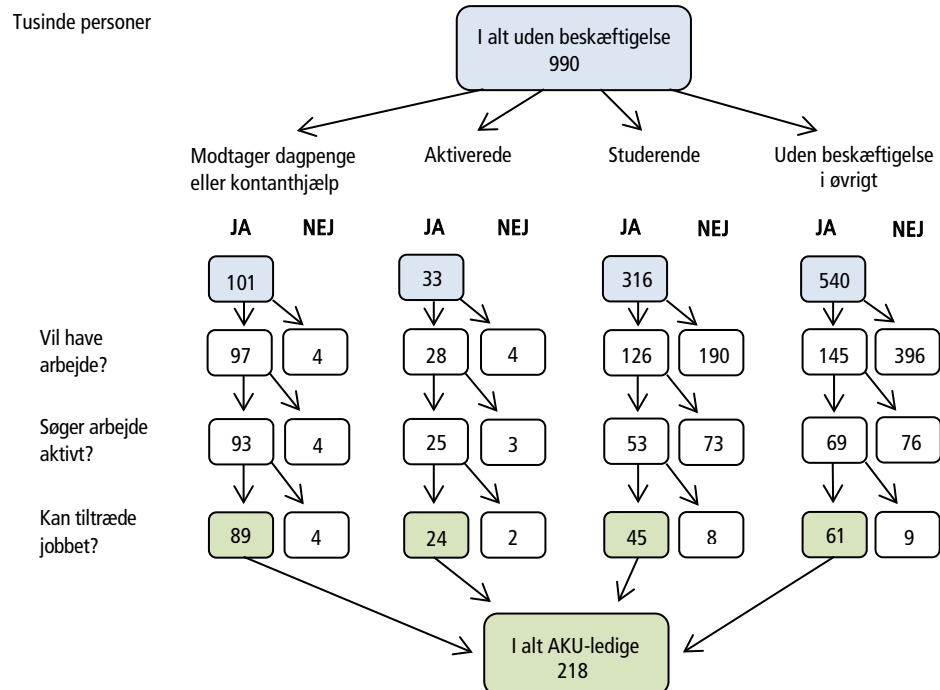 Tusinde personer
I alt uden beskæftigelse
990
Modtager dagpenge
eller kontanthjælp
Aktiverede
Studerende
Uden beskæftigelse
i øvrigt
JA NEJ JA NEJ JA NEJ JA NEJ
101 33 316 540
Vil have
arbejde?
97 4 28 4 126 190 145 396
Søger arbejde
aktivt?
93 4 25 3 53 73 69 76
Kan tiltræde
jobbet?
89 4 24 2 45 8 61 9
I alt AKU-ledige
218